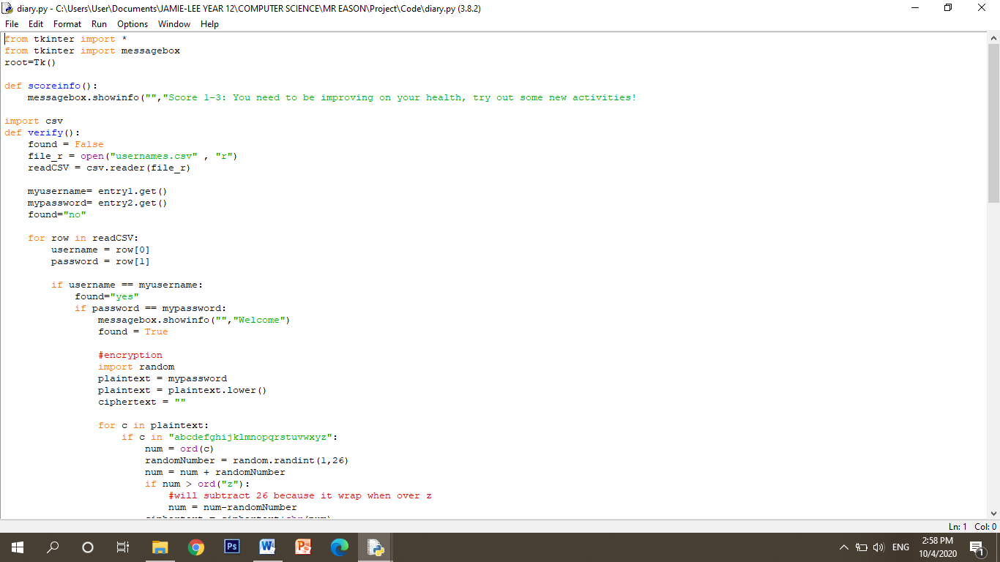 diary.py - C:\Users\User\Documents\JAMIE-LEE YEAR 12\COMPUTER SCIENCE\MR EASON\Project\Code\diary.py (3.8.2)
File Edit Format Run Options Window Help
from tkinter import *
from tkinter import messagebox
root=Tk()

def scoreinfo():
    messagebox.showinfo("","Score 1-3: You need to be improving on your health, try out some new activities!

import csv
def verify():
    found = False
    file_r = open("usernames.csv" , "r")
    readCSV = csv.reader(file_r)

    myusername= entry1.get()
    mypassword= entry2.get()
    found="no"

    for row in readCSV:
        username = row[0]
        password = row[1]

        if username == myusername:
            found="yes"
            if password == mypassword:
                messagebox.showinfo("","Welcome")
                found = True

                #encryption
                import random
                plaintext = mypassword
                plaintext = plaintext.lower()
                ciphertext = ""

                for c in plaintext:
                    if c in "abcdefghijklmnopqrstuvwxyz":
                        num = ord(c)
                        randomNumber = random.randint(1,26)
                        num = num + randomNumber
                        if num > ord("z"):
                            #will subtract 26 because it wrap when over z
                            num = num-randomNumber
Ln: 1 Col: 0
Ps
W
P
ENG
2:58 PM
10/4/2020
1